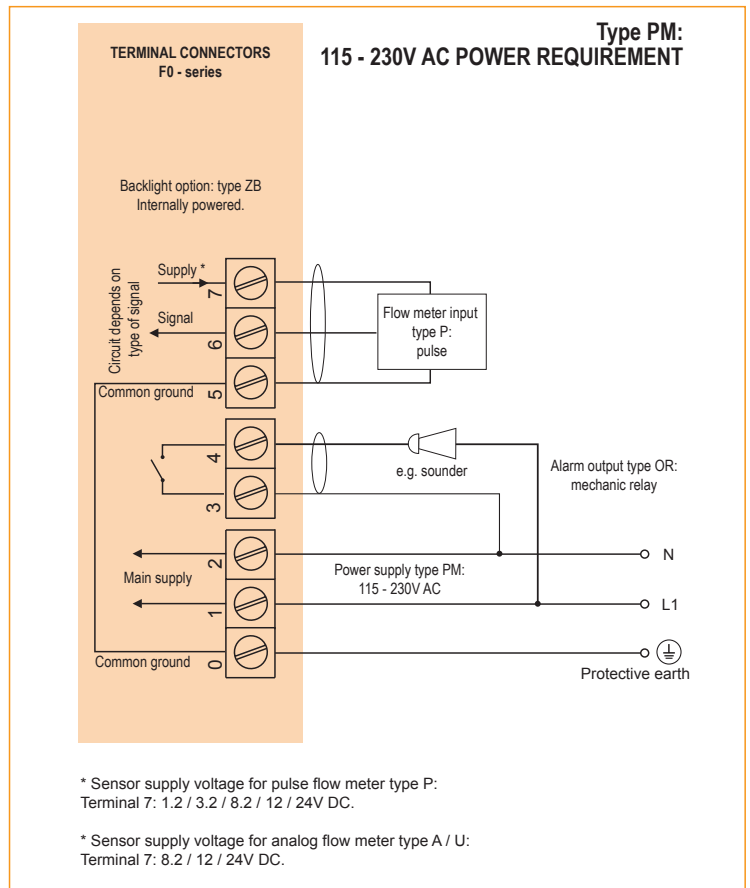 Type PM:
115 - 230V AC POWER REQUIREMENT
TERMINAL CONNECTORS
F0 - series
Backlight option: type ZB
Internally powered.
Circuit depends on
type of signal
Supply *
7
Signal
6
Flow meter input
type P:
pulse
Common ground
5
4
e.g. sounder
Alarm output type OR:
mechanic relay
3
2
N
Main supply
Power supply type PM:
115 - 230V AC
1
L1
Common ground
0
Protective earth
* Sensor supply voltage for pulse flow meter type P:
Terminal 7: 1.2 / 3.2 / 8.2 / 12 / 24V DC.
* Sensor supply voltage for analog flow meter type A / U:
Terminal 7: 8.2 / 12 / 24V DC.